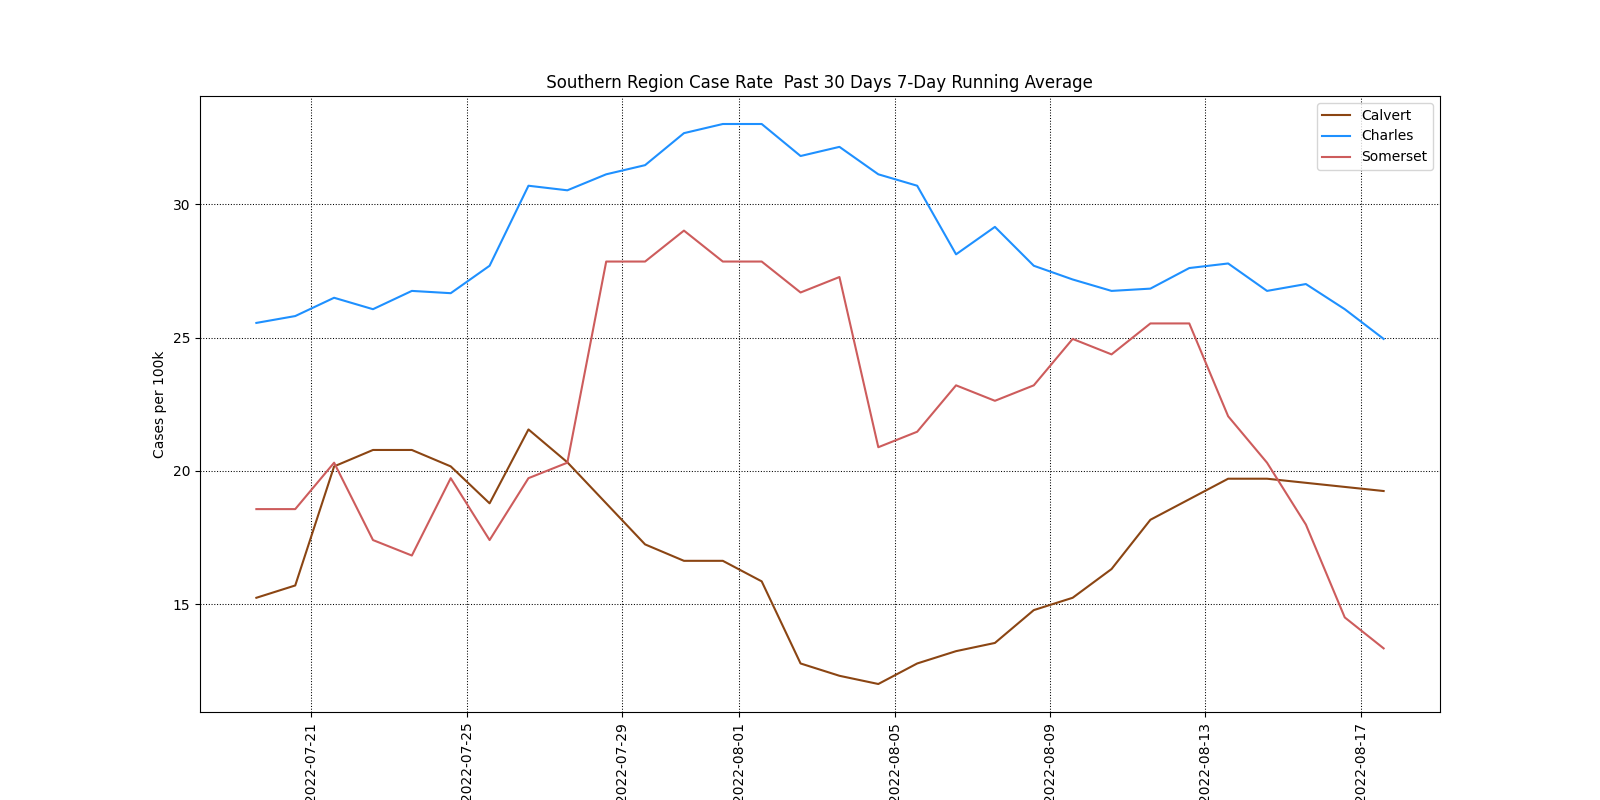 Southern Region Case Rate  Past 30 Days 7-Day Running Average
Calvert
Charles
Somerset
Cases per 100k
30
25
20
15
2022-07-21
2022-07-25
2022-07-29
2022-08-01
2022-08-05
2022-08-09
2022-08-13
2022-08-17